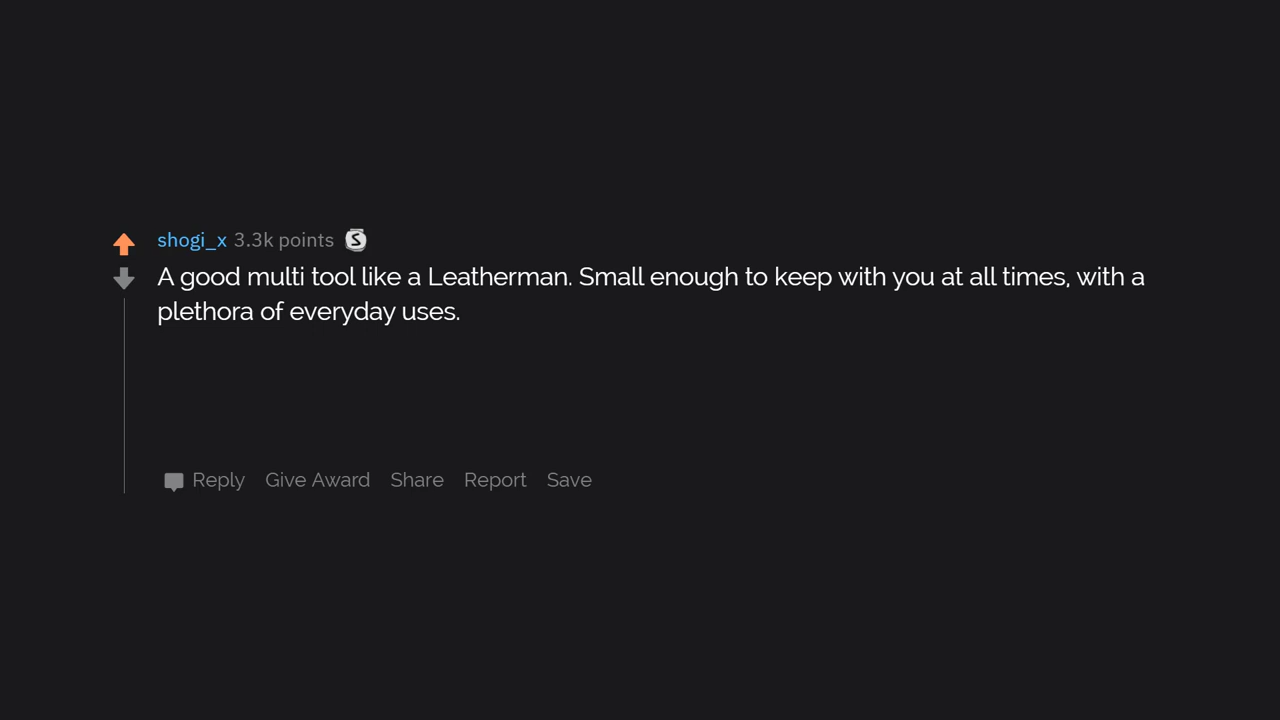 shogi_x 3.3k points S
A good multi tool like a Leatherman. Small enough to keep with you at all times, with a
plethora of everyday uses.
Reply Give Award Share Report Save